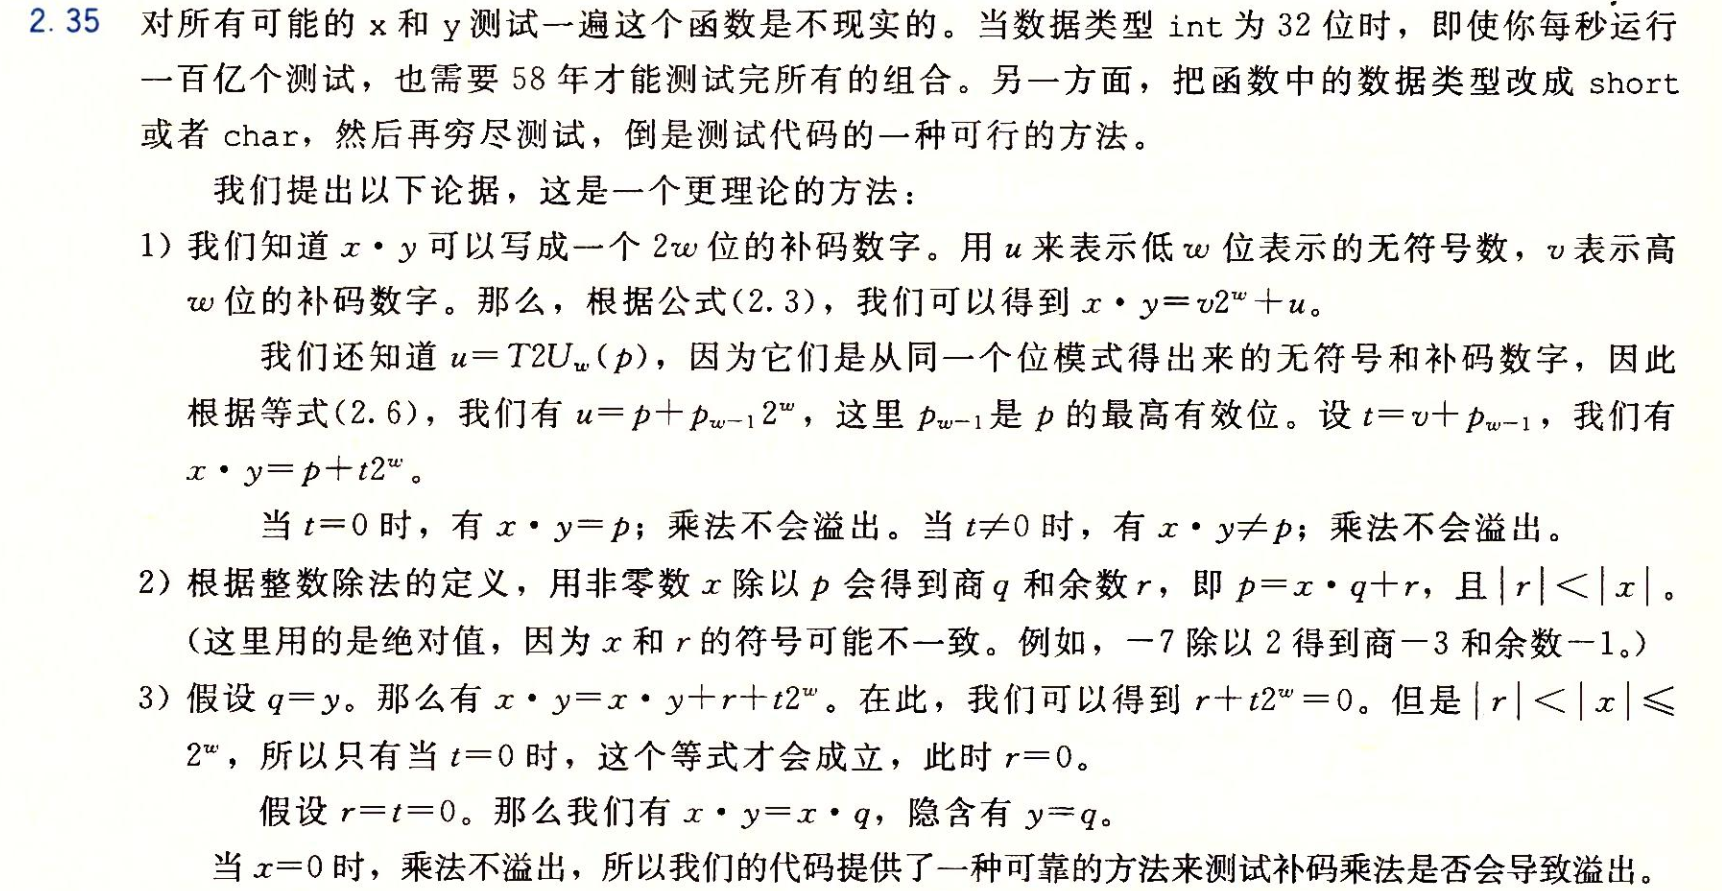 2.35 对所有可能的 x 和 y 测试一遍这个函数是不现实的。当数据类型 int 为 32 位时，即使你每秒运行
一百亿个测试，也需要 58 年才能测试完所有的组合。另一方面，把函数中的数据类型改成 short
或者 char，然后再穷尽测试，倒是测试代码的一种可行的方法。
我们提出以下论据，这是一个更理论的方法：
1) 我们知道 x·y 可以写成一个 2w 位的补码数字。用 u 来表示低 w 位表示的无符号数，v 表示高
w 位的补码数字。那么，根据公式(2.3)，我们可以得到 x·y=v2ʷ+u。
我们还知道 u=T2U_w(p)，因为它们是从同一个位模式得出来的无符号和补码数字，因此
根据等式(2.6)，我们有 u=p+p_{w-1}2ʷ，这里 p_{w-1}是 p 的最高有效位。设 t=v+p_{w-1}，我们有
x·y=p+t2ʷ。
当 t=0 时，有 x·y=p；乘法不会溢出。当 t≠0 时，有 x·y≠p；乘法不会溢出。
2) 根据整数除法的定义，用非零数 x 除以 p 会得到商 q 和余数 r，即 p=x·q+r，且|r|<|x|。
（这里用的是绝对值，因为 x 和 r 的符号可能不一致。例如，−7 除以 2 得到商−3 和余数−1。）
3) 假设 q=y。那么有 x·y=x·y+r+t2ʷ。在此，我们可以得到 r+t2ʷ=0。但是|r|<|x|≤
2ʷ，所以只有当 t=0 时，这个等式才会成立，此时 r=0。
假设 r=t=0。那么我们有 x·y=x·q，隐含有 y=q。
当 x=0 时，乘法不溢出，所以我们的代码提供了一种可靠的方法来测试补码乘法是否会导致溢出。